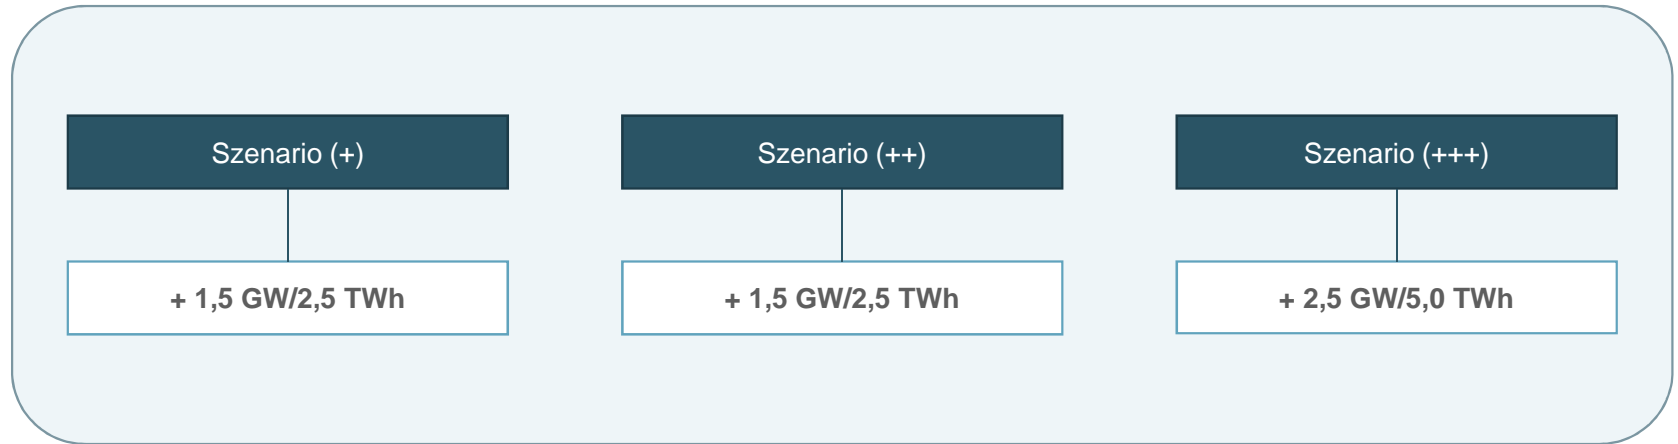 Szenario (+)
Szenario (++)
Szenario (+++)
+ 1,5 GW/2,5 TWh
+ 1,5 GW/2,5 TWh
+ 2,5 GW/5,0 TWh